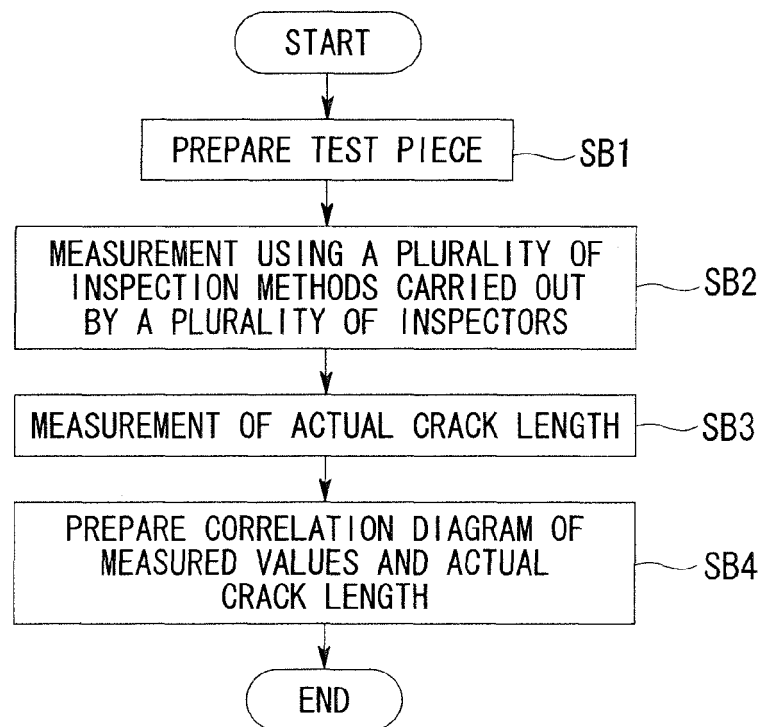 START
PREPARE TEST PIECE
SB1
MEASUREMENT USING A PLURALITY OF
INSPECTION METHODS CARRIED OUT
BY A PLURALITY OF INSPECTORS
SB2
MEASUREMENT OF ACTUAL CRACK LENGTH
SB3
PREPARE CORRELATION DIAGRAM OF
MEASURED VALUES AND ACTUAL
CRACK LENGTH
SB4
END